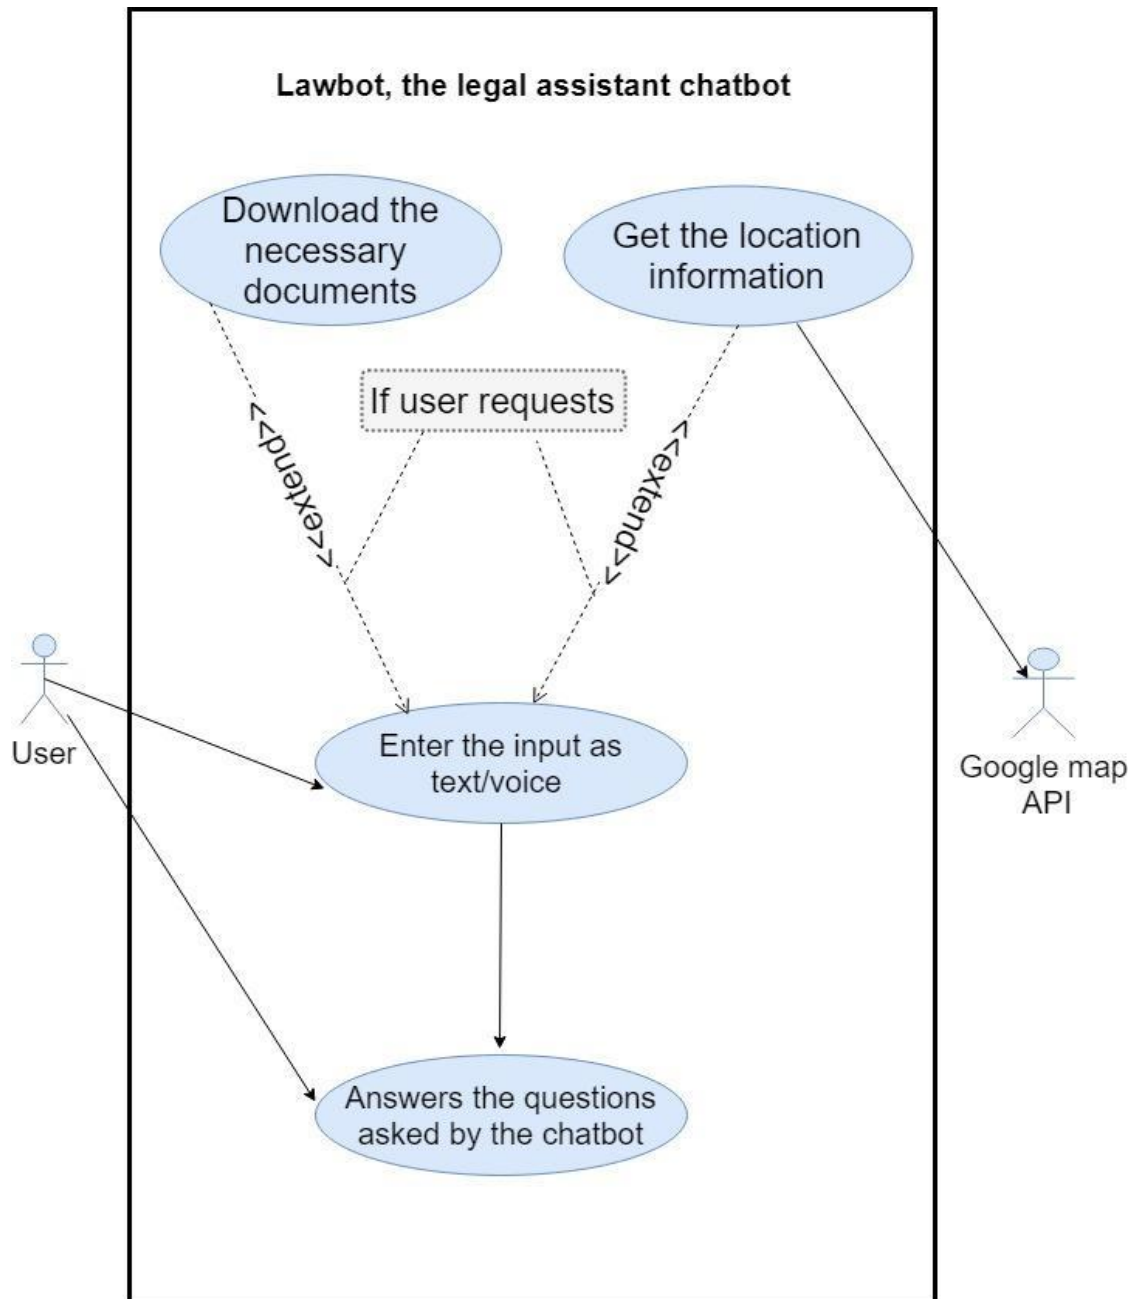 Lawbot, the legal assistant chatbot
Download the
necessary
documents
Get the location
information
If user requests
<<extend>>
<<extend>>
User
Enter the input as
text/voice
Google map
API
Answers the questions
asked by the chatbot